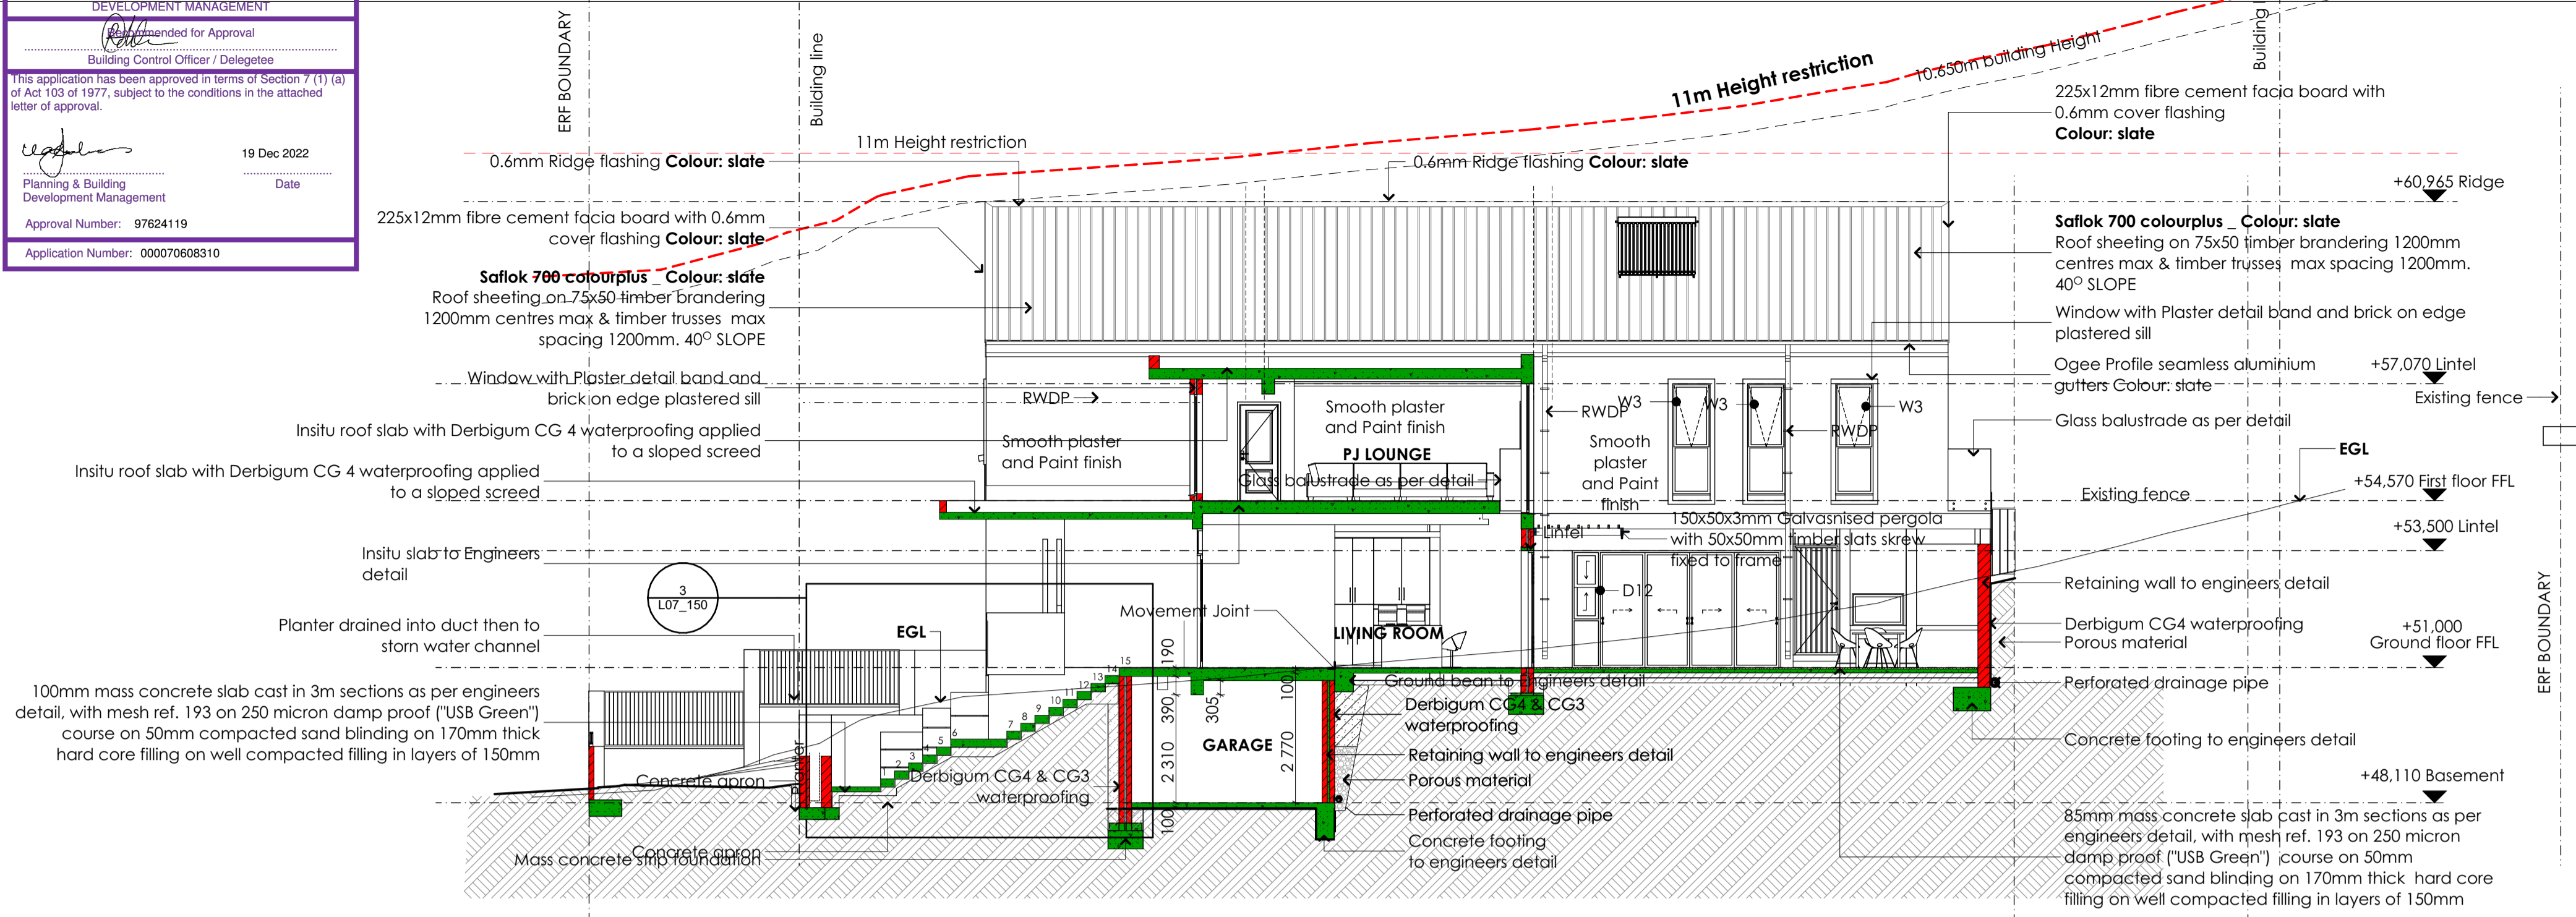 DEVELOPMENT MANAGEMENT
Recommended for Approval
Building Control Officer / Delegetee
This application has been approved in terms of Section 7 (1) (a)
of Act 103 of 1977, subject to the conditions in the attached
letter of approval.
19 Dec 2022
Planning & Building
Development Management
Date
Approval Number: 97624119
Application Number: 000070608310
ERF BOUNDARY
Building line
11m Height restriction
0.6mm Ridge flashing Colour: slate
225x12mm fibre cement facia board with 0.6mm
cover flashing Colour: slate
Saflok 700 colourplus _ Colour: slate
Roof sheeting on 75x50 timber brandering
1200mm centres max & timber trusses max
spacing 1200mm. 40° SLOPE
Window with Plaster detail band and
brick on edge plastered sill
Insitu roof slab with Derbigum CG 4 waterproofing applied
to a sloped screed
Insitu roof slab with Derbigum CG 4 waterproofing applied
to a sloped screed
Insitu slab to Engineers
detail
3
L07_150
Planter drained into duct then to
storn water channel
100mm mass concrete slab cast in 3m sections as per engineers
detail, with mesh ref. 193 on 250 micron damp proof ("USB Green")
course on 50mm compacted sand blinding on 170mm thick
hard core filling on well compacted filling in layers of 150mm
Concrete apron
Planter
Concrete apron
Mass concrete strip foundation
EGL
1
2
3
4
5
6
7
8
9
10
11
12
13
14
15
Derbigum CG4 & CG3
waterproofing
11m Height restriction
10.650m building Height
0.6mm Ridge flashing Colour: slate
RWDP
Smooth plaster
and Paint finish
Smooth plaster
and Paint finish
PJ LOUNGE
Glass balustrade as per detail
RWDP
W3
W3
W3
RWDP
Smooth
plaster
and Paint
finish
Lintel
150x50x3mm Galvasnised pergola
with 50x50mm timber slats skrew
fixed to frame
D12
Movement Joint
LIVING ROOM
190
390
305
100
2 310
2 770
100
GARAGE
Ground bean to Engineers detail
Derbigum CG4 & CG3
waterproofing
Retaining wall to engineers detail
Porous material
Perforated drainage pipe
Concrete footing
to engineers detail
Building l
225x12mm fibre cement facia board with
0.6mm cover flashing
Colour: slate
+60,965 Ridge
Saflok 700 colourplus _ Colour: slate
Roof sheeting on 75x50 timber brandering 1200mm
centres max & timber trusses max spacing 1200mm.
40° SLOPE
Window with Plaster detail band and brick on edge
plastered sill
Ogee Profile seamless aluminium
gutters Colour: slate
+57,070 Lintel
Existing fence
Glass balustrade as per detail
EGL
+54,570 First floor FFL
Existing fence
+53,500 Lintel
Retaining wall to engineers detail
Derbigum CG4 waterproofing
Porous material
+51,000
Ground floor FFL
Perforated drainage pipe
ERF BOUNDARY
Concrete footing to engineers detail
+48,110 Basement
85mm mass concrete slab cast in 3m sections as per
engineers detail, with mesh ref. 193 on 250 micron
damp proof ("USB Green") course on 50mm
compacted sand blinding on 170mm thick hard core
filling on well compacted filling in layers of 150mm